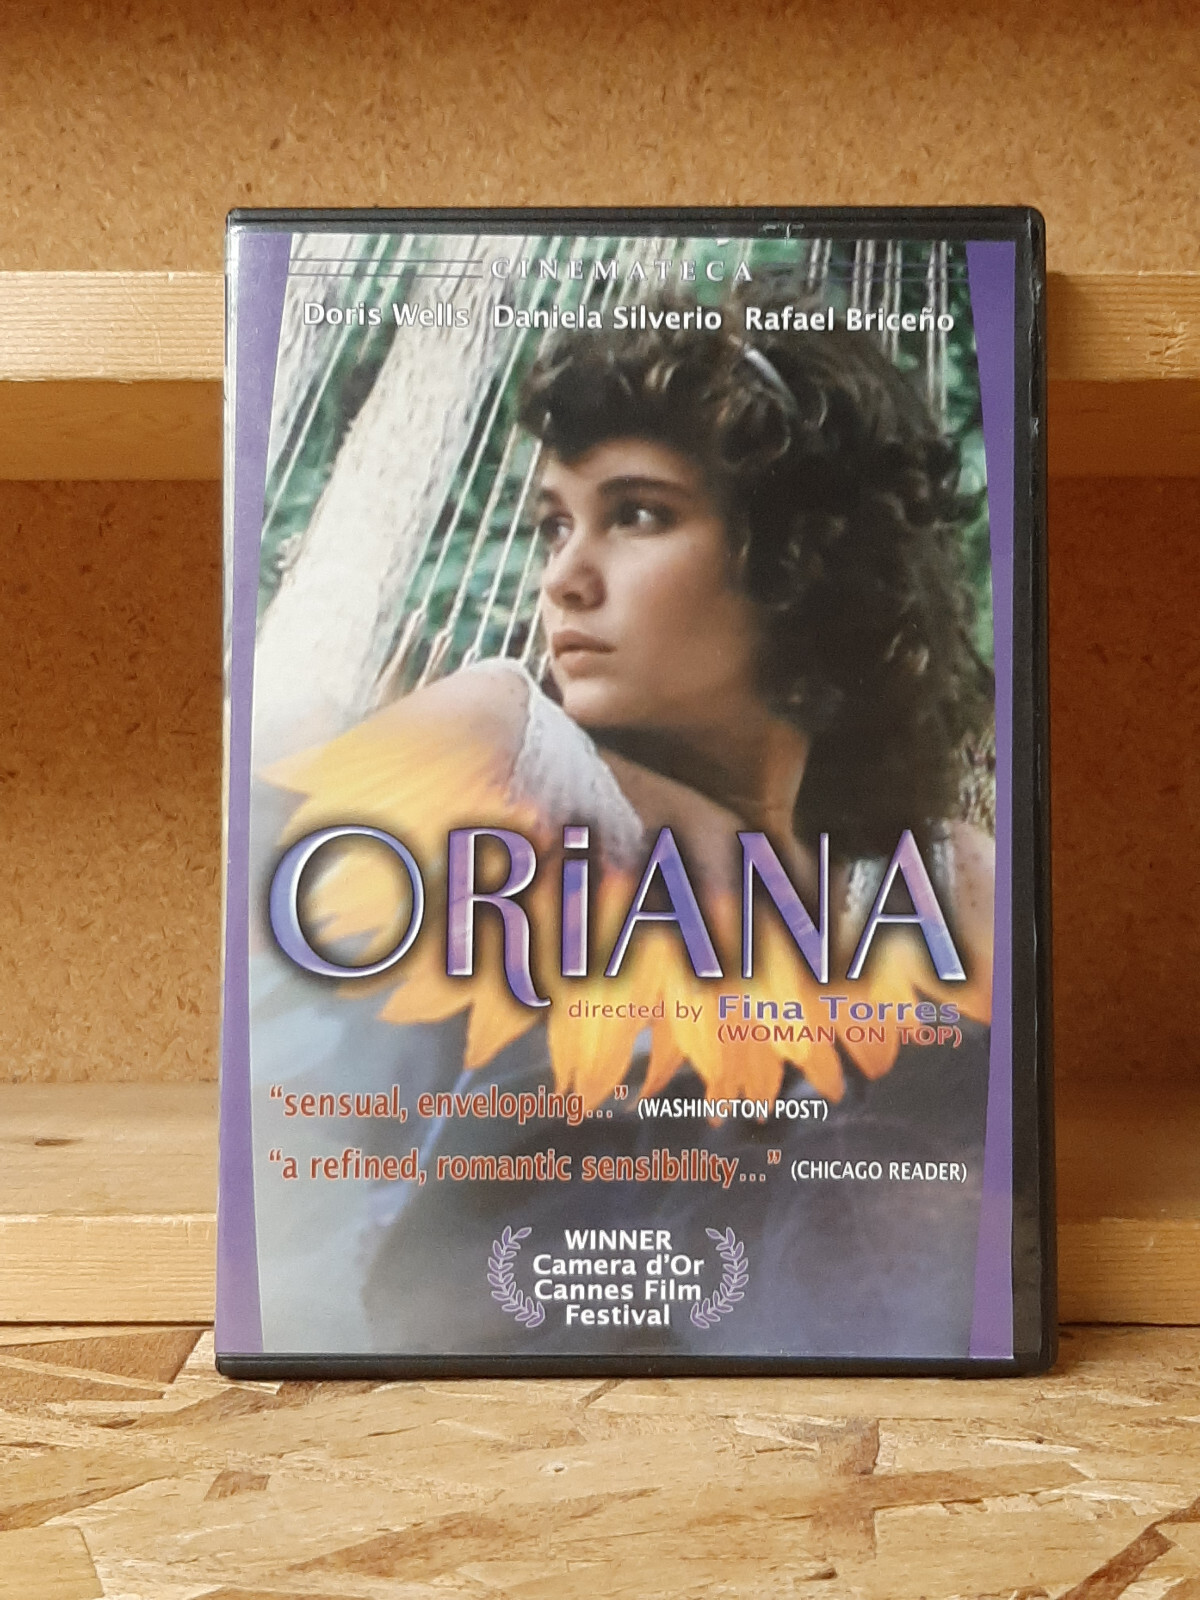 CINEMATECA
Doris Wells Daniela Silverio Rafael Briceño
ORiANA
directed by Fina Torres
(WOMAN ON TOP)
“sensual, enveloping...” (WASHINGTON POST)
“a refined, romantic sensibility...” (CHICAGO READER)
WINNER
Camera d'Or
Cannes Film
Festival